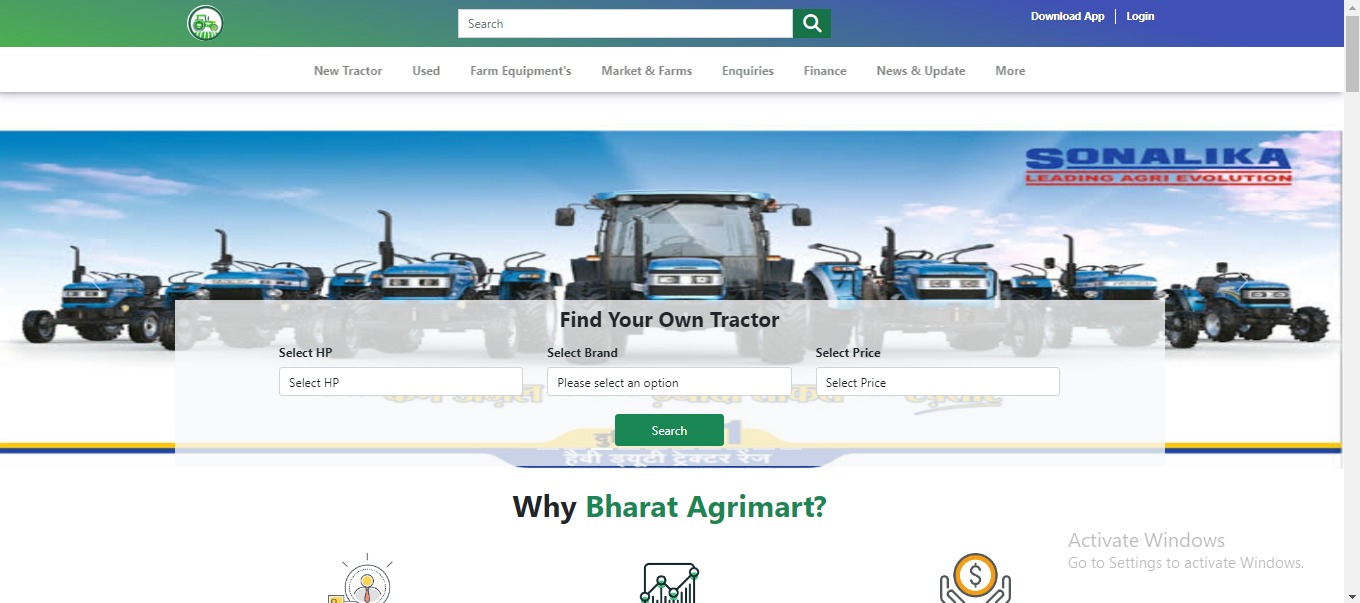 Search
Download App
Login
New Tractor Used Farm Equipment's Market & Farms Enquiries Finance News & Update More
SONALIKA
LEADING AGRI EVOLUTION
Find Your Own Tractor
Select HP Select Brand Select Price
Select HP Please select an option Select Price
Search
हैवी ड्यूटी ट्रेक्टर रेंज
Why Bharat Agrimart?
Activate Windows
Go to Settings to activate Windows.